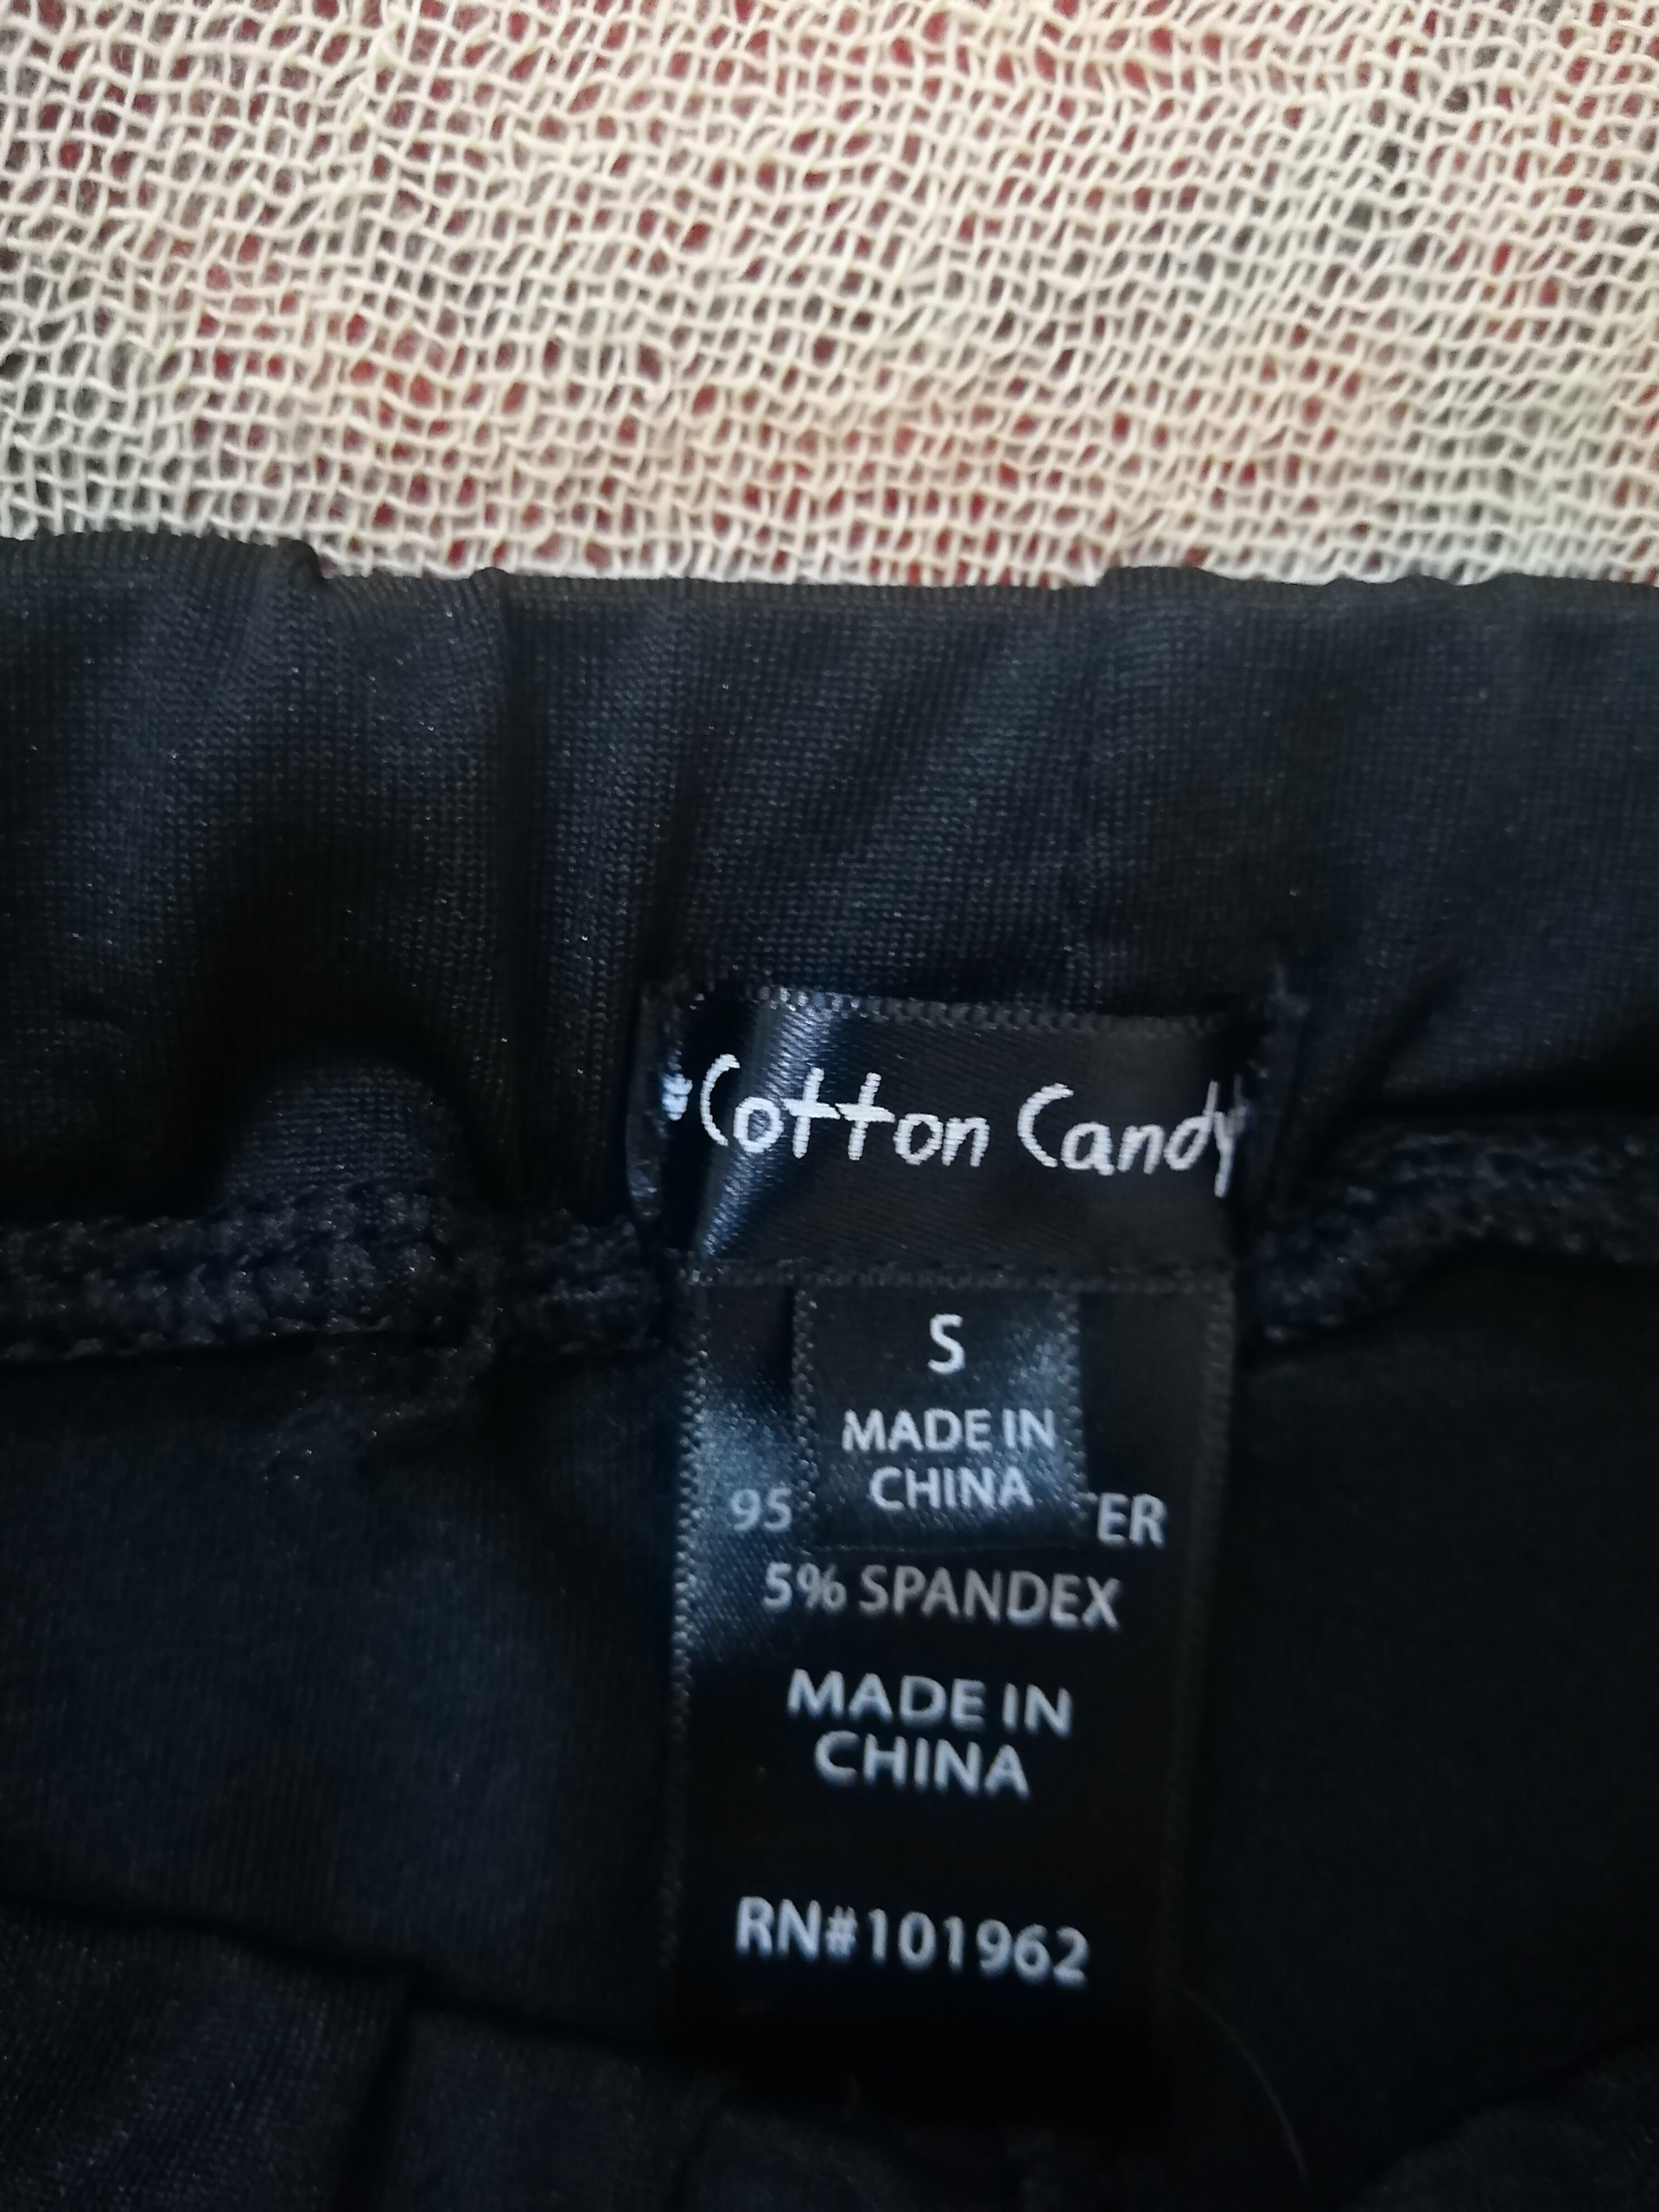 Cotton Candy
S
MADE IN
CHINA
95 ER
5% SPANDEX
MADE IN
CHINA
RN#101962